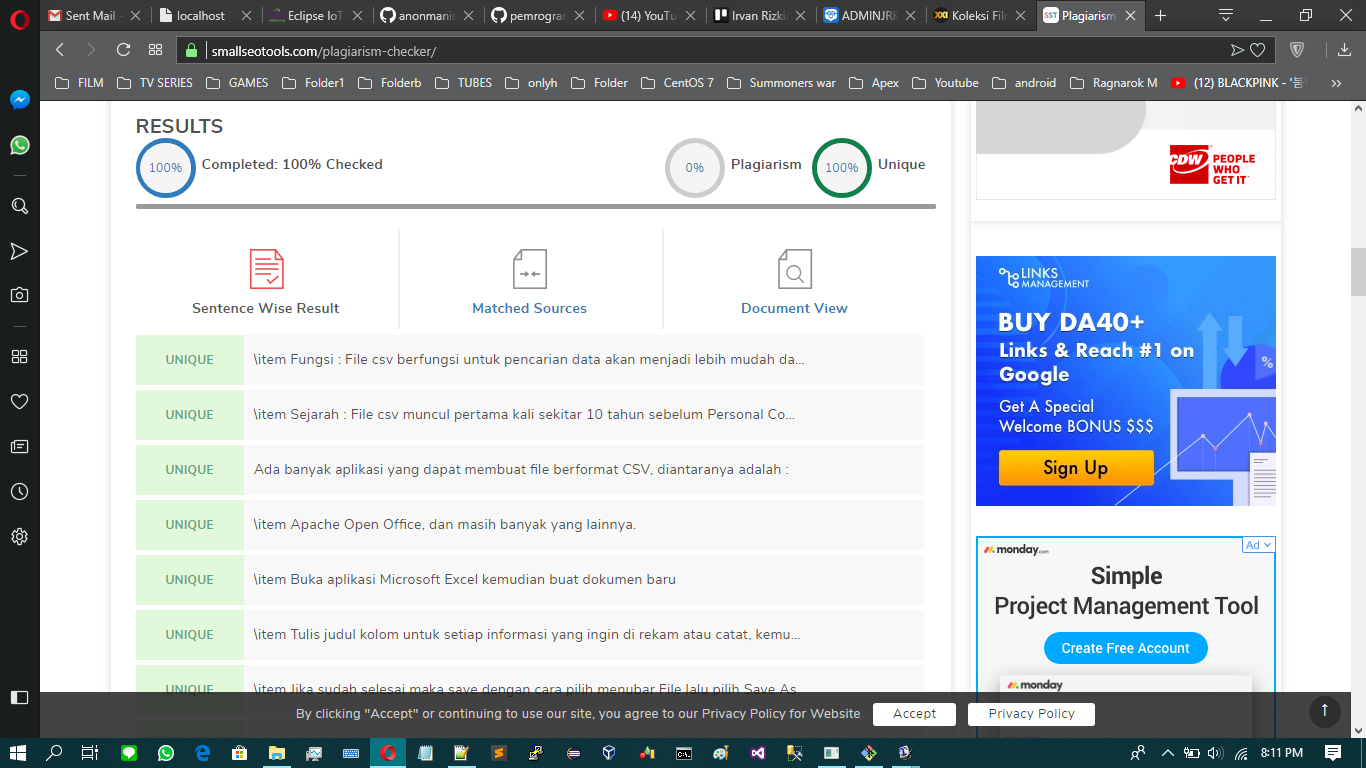 Sent Mail -
localhost
Eclipse IoT
anonmanis
pemrogran
(14) YouTu
Irvan Rizki
ADMINJRK
Koleksi Fil
SST Plagiarism
smallseotools.com/plagiarism-checker/
FILM
TV SERIES
GAMES
Folder1
Folderb
TUBES
onlyh
Folder
CentOS 7
Summoners war
Apex
Youtube
android
Ragnarok M
(12) BLACKPINK - '붐
RESULTS
100%
Completed: 100% Checked
0%
Plagiarism
100%
Unique
Sentence Wise Result
Matched Sources
Document View
UNIQUE \item Fungsi : File csv berfungsi untuk pencarian data akan menjadi lebih mudah da...
UNIQUE \item Sejarah : File csv muncul pertama kali sekitar 10 tahun sebelum Personal Co...
UNIQUE Ada banyak aplikasi yang dapat membuat file berformat CSV, diantaranya adalah :
UNIQUE \item Apache Open Office, dan masih banyak yang lainnya.
UNIQUE \item Buka aplikasi Microsoft Excel kemudian buat dokumen baru
UNIQUE \item Tulis judul kolom untuk setiap informasi yang ingin di rekam atau catat, kemu...
UNIQUE \item Jika sudah selesai maka save dengan cara pilih menubar File lalu pilih Save As
CDW PEOPLE
WHO
GET IT
LINKS
MANAGEMENT
BUY DA40+
Links & Reach #1 on
Google
Get A Special
Welcome BONUS $$$
Sign Up
%
Ad
monday.com
Simple
Project Management Tool
Create Free Account
monday
By clicking "Accept" or continuing to use our site, you agree to our Privacy Policy for Website
Accept
Privacy Policy
8:11 PM